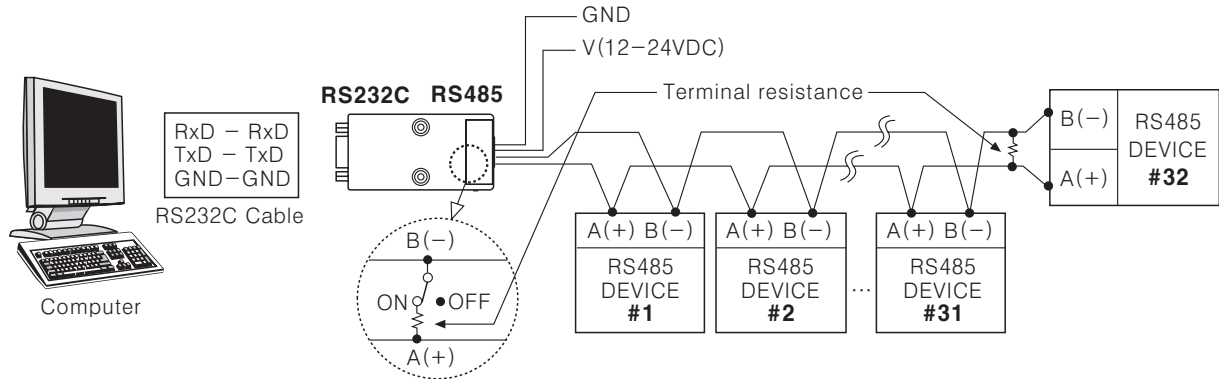 GND
V(12-24VDC)
RS232C RS485
Terminal resistance
RxD - RxD
TxD - TxD
GND-GND
RS232C Cable
Computer
B(-)
ON OFF
A(+)
A(+) B(-)
RS485
DEVICE
#1
A(+) B(-)
RS485
DEVICE
#2
...
A(+) B(-)
RS485
DEVICE
#31
B(-)
A(+)
RS485
DEVICE
#32